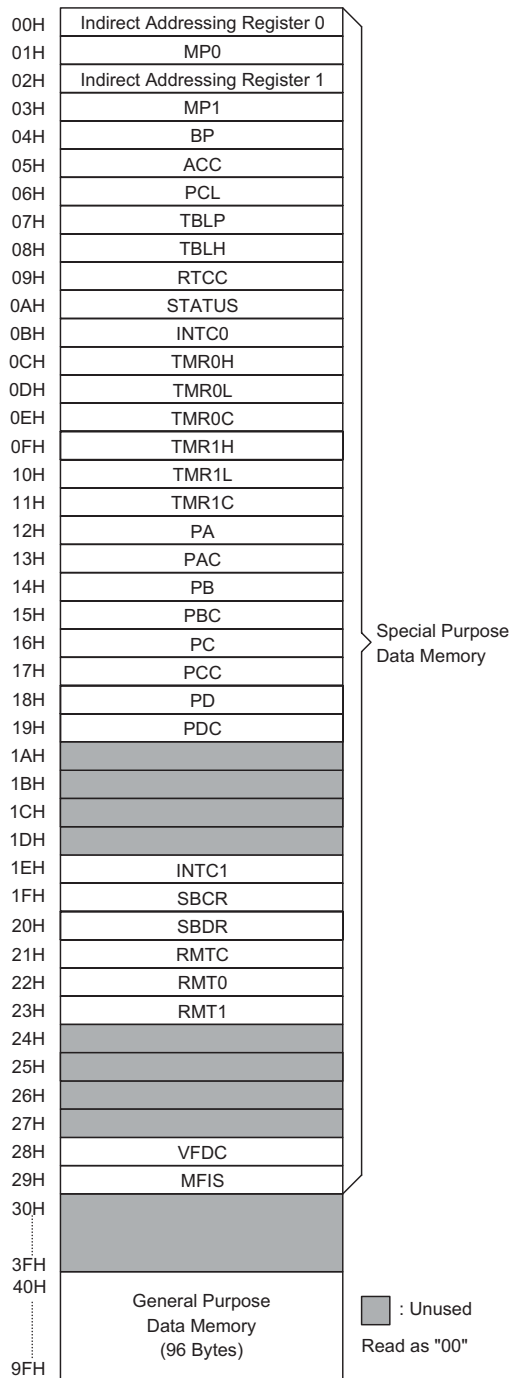 00H Indirect Addressing Register 0
01H MP0
02H Indirect Addressing Register 1
03H MP1
04H BP
05H ACC
06H PCL
07H TBLP
08H TBLH
09H RTCC
0AH STATUS
0BH INTC0
0CH TMR0H
0DH TMR0L
0EH TMR0C
0FH TMR1H
10H TMR1L
11H TMR1C
12H PA
13H PAC
14H PB
15H PBC
16H PC
17H PCC
18H PD
19H PDC
1AH
1BH
1CH
1DH
1EH INTC1
1FH SBCR
20H SBDR
21H RMTC
22H RMT0
23H RMT1
24H
25H
26H
27H
28H VFDC
29H MFIS
Special Purpose
Data Memory
30H
3FH
40H
General Purpose
Data Memory
(96 Bytes)
9FH
: Unused
Read as "00"